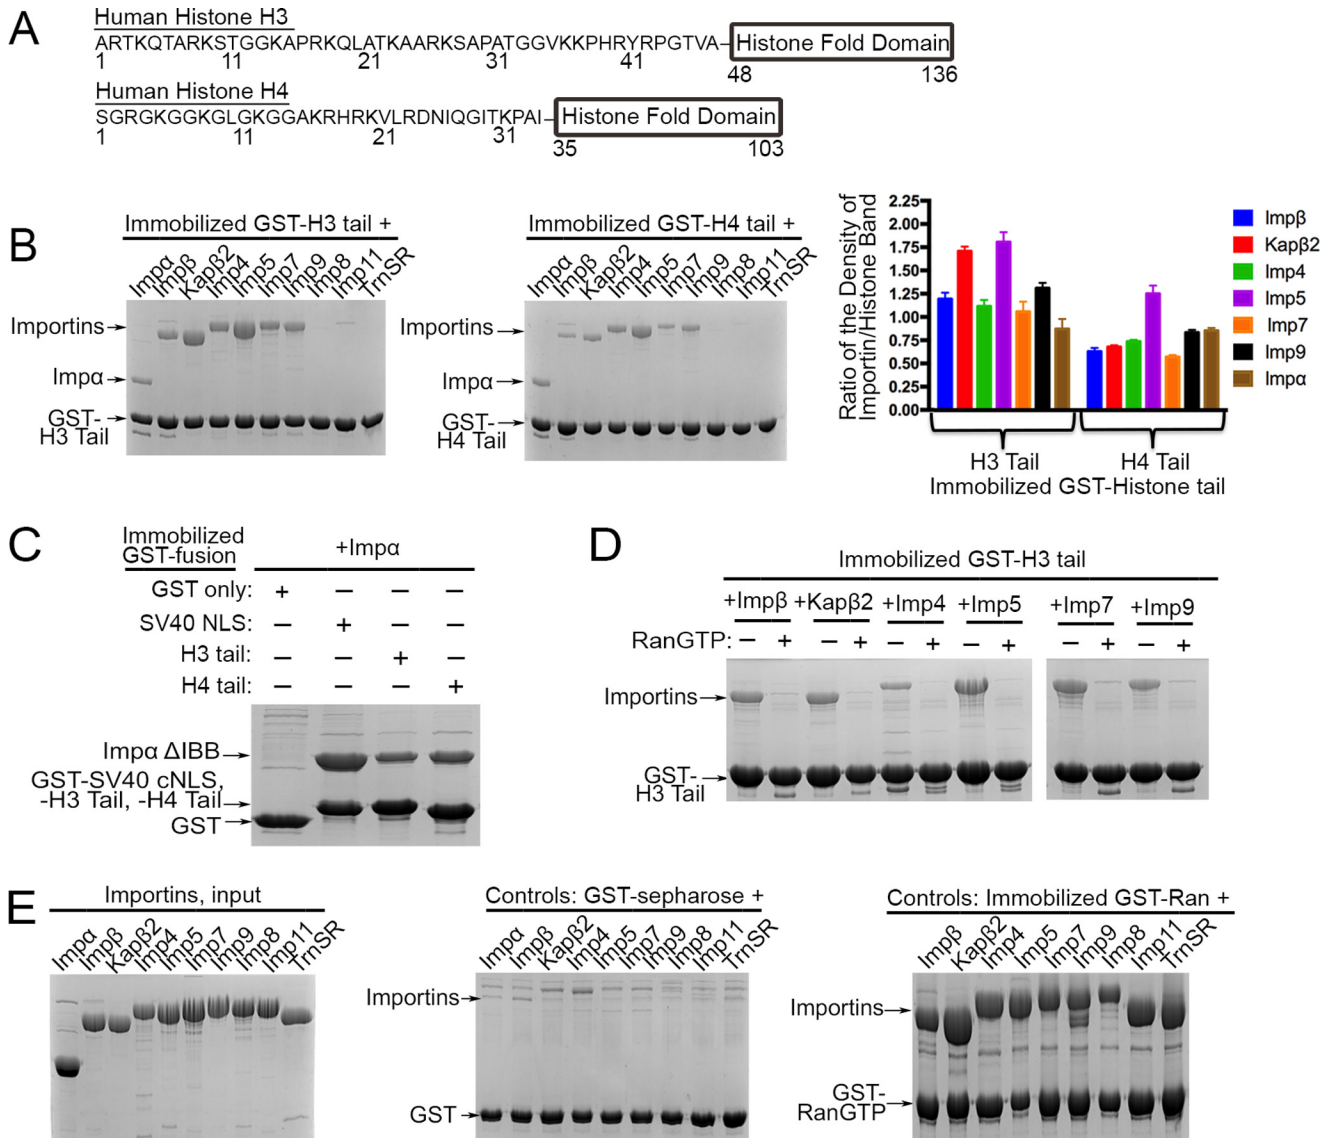 A
Human Histone H3
ARTKQTARKSTGGKAPRKQLATKAARKSAPATGGVKKPHRYRPGTVA
Histone Fold Domain
1 11 21 31 41 48 136
Human Histone H4
SGRGKGGKGLGKGGAKRHRKVLRDNIQGITKPAI
Histone Fold Domain
1 11 21 31 35 103
B
Immobilized GST-H3 tail +
Impα Impβ Kapβ2 Imp4 Imp5 Imp7 Imp9 Imp8 Imp11 TrnSR
Importins
Impα
GST-
H3 Tail
Immobilized GST-H4 tail +
Impα Impβ Kapβ2 Imp4 Imp5 Imp7 Imp9 Imp8 Imp11 TrnSR
Importins
Impα
GST-
H4 Tail
Ratio of the Density of
Importin/Histone Band
2.25
2.00
1.75
1.50
1.25
1.00
0.75
0.50
0.25
0.00
H3 Tail H4 Tail
Immobilized GST-Histone tail
Impβ
Kapβ2
Imp4
Imp5
Imp7
Imp9
Impα
C
Immobilized
GST-fusion
+Impα
GST only: + − − −
SV40 NLS: − + − −
H3 tail: − − + −
H4 tail: − − − +
Impα ΔIBB
GST-SV40 cNLS,
-H3 Tail, -H4 Tail
GST
D
Immobilized GST-H3 tail
+Impβ +Kapβ2 +Imp4 +Imp5 +Imp7 +Imp9
RanGTP: − + − + − + − + − + − +
Importins
GST-
H3 Tail
E
Importins, input
Impα Impβ Kapβ2 Imp4 Imp5 Imp7 Imp9 Imp8 Imp11 TrnSR
Controls: GST-sepharose +
Impα Impβ Kapβ2 Imp4 Imp5 Imp7 Imp9 Imp8 Imp11 TrnSR
Importins
GST
Controls: Immobilized GST-Ran +
Impβ Kapβ2 Imp4 Imp5 Imp7 Imp9 Imp8 Imp11 TrnSR
Importins
GST-
RanGTP